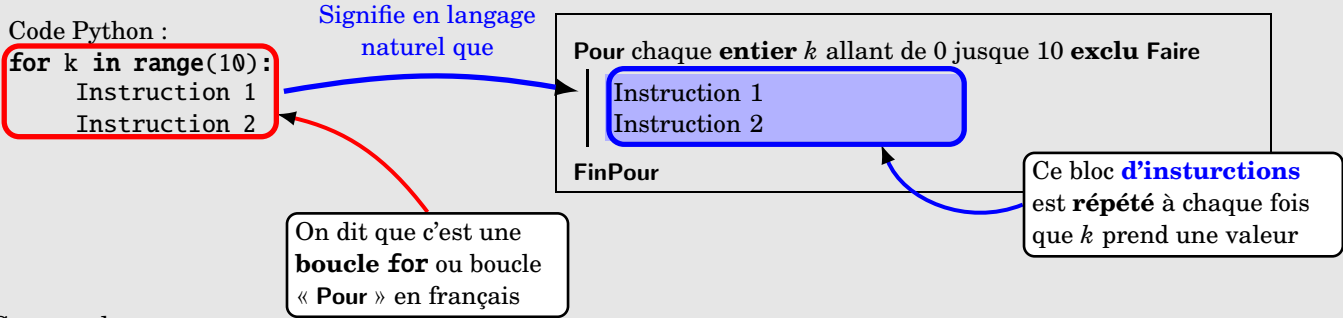 Signifie en langage
naturel que
Code Python :
for k in range(10):
Instruction 1
Instruction 2
Pour chaque entier k allant de 0 jusque 10 exclu Faire
Instruction 1
Instruction 2
FinPour
Ce bloc d'insturctions
est répété à chaque fois
que k prend une valeur
On dit que c'est une
boucle for ou boucle
« Pour » en français